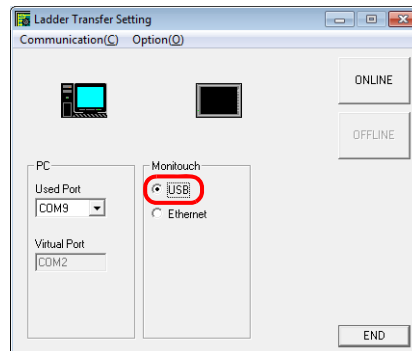 Ladder Transfer Setting
Communication(C) Option(O)
ONLINE
OFFLINE
PC
Used Port
COM9
Virtual Port
COM2
Monitouch
USB
Ethernet
END